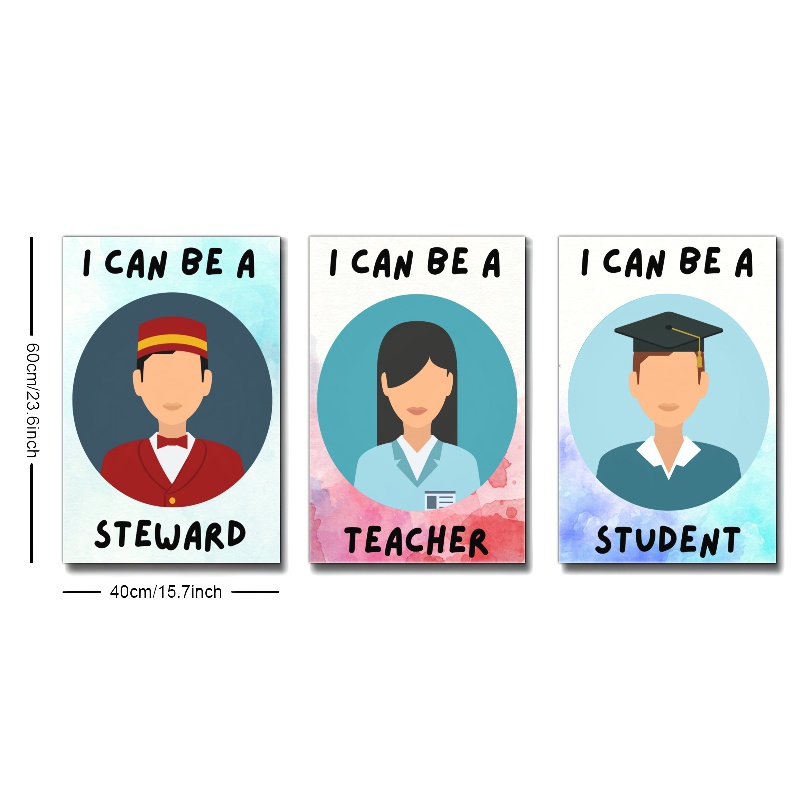 I CAN BE A
STEWARD
I CAN BE A
TEACHER
I CAN BE A
STUDENT
60cm/23.6inch
40cm/15.7inch